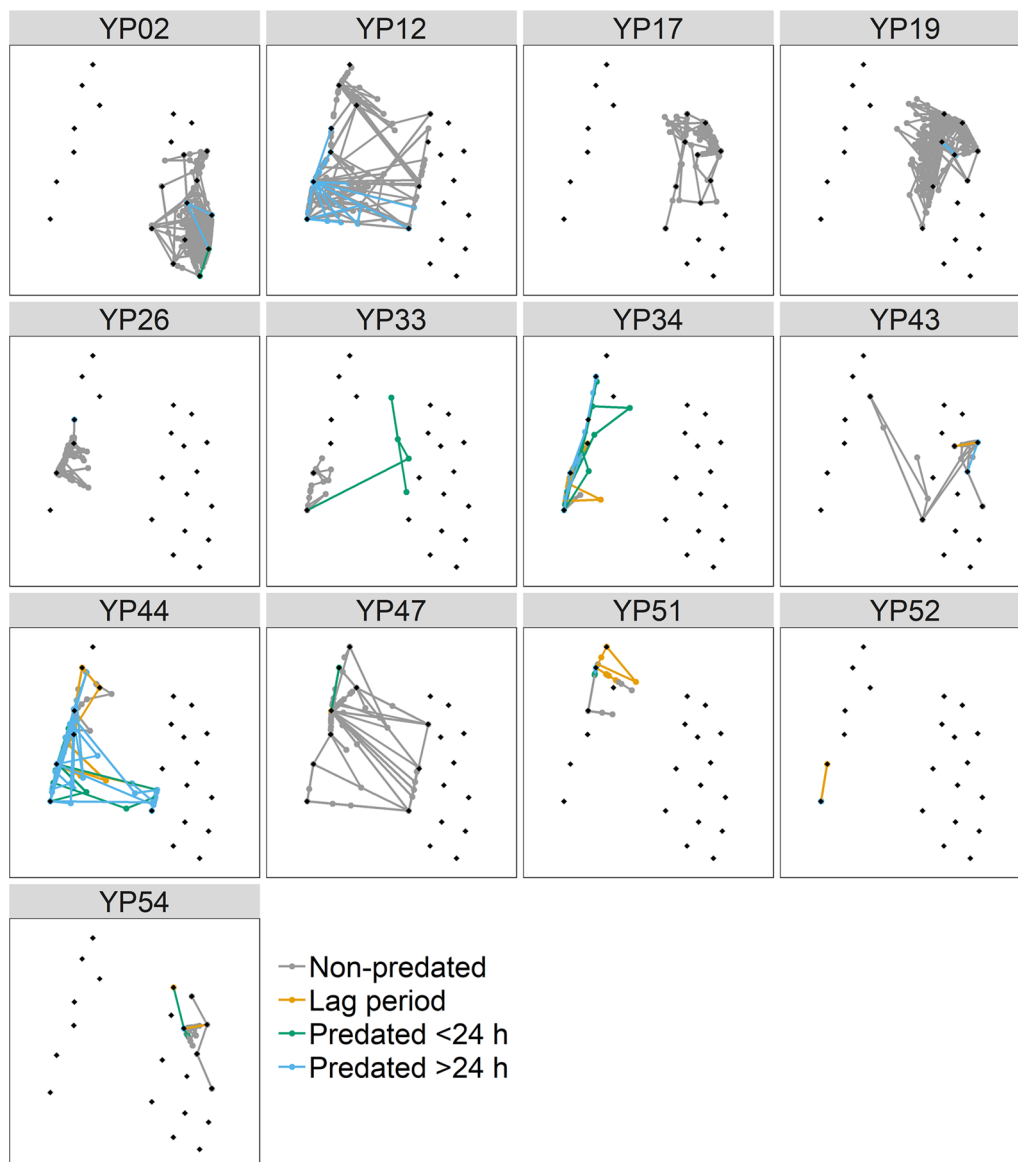 YP02 YP12 YP17 YP19
YP26 YP33 YP34 YP43
YP44 YP47 YP51 YP52
YP54
Non-predated
Lag period
Predated <24 h
Predated >24 h